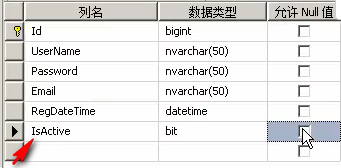 列名 数据类型 允许 Null 值
Id bigint
UserName nvarchar(50)
Password nvarchar(50)
Email nvarchar(50)
RegDateTime datetime
IsActive bit